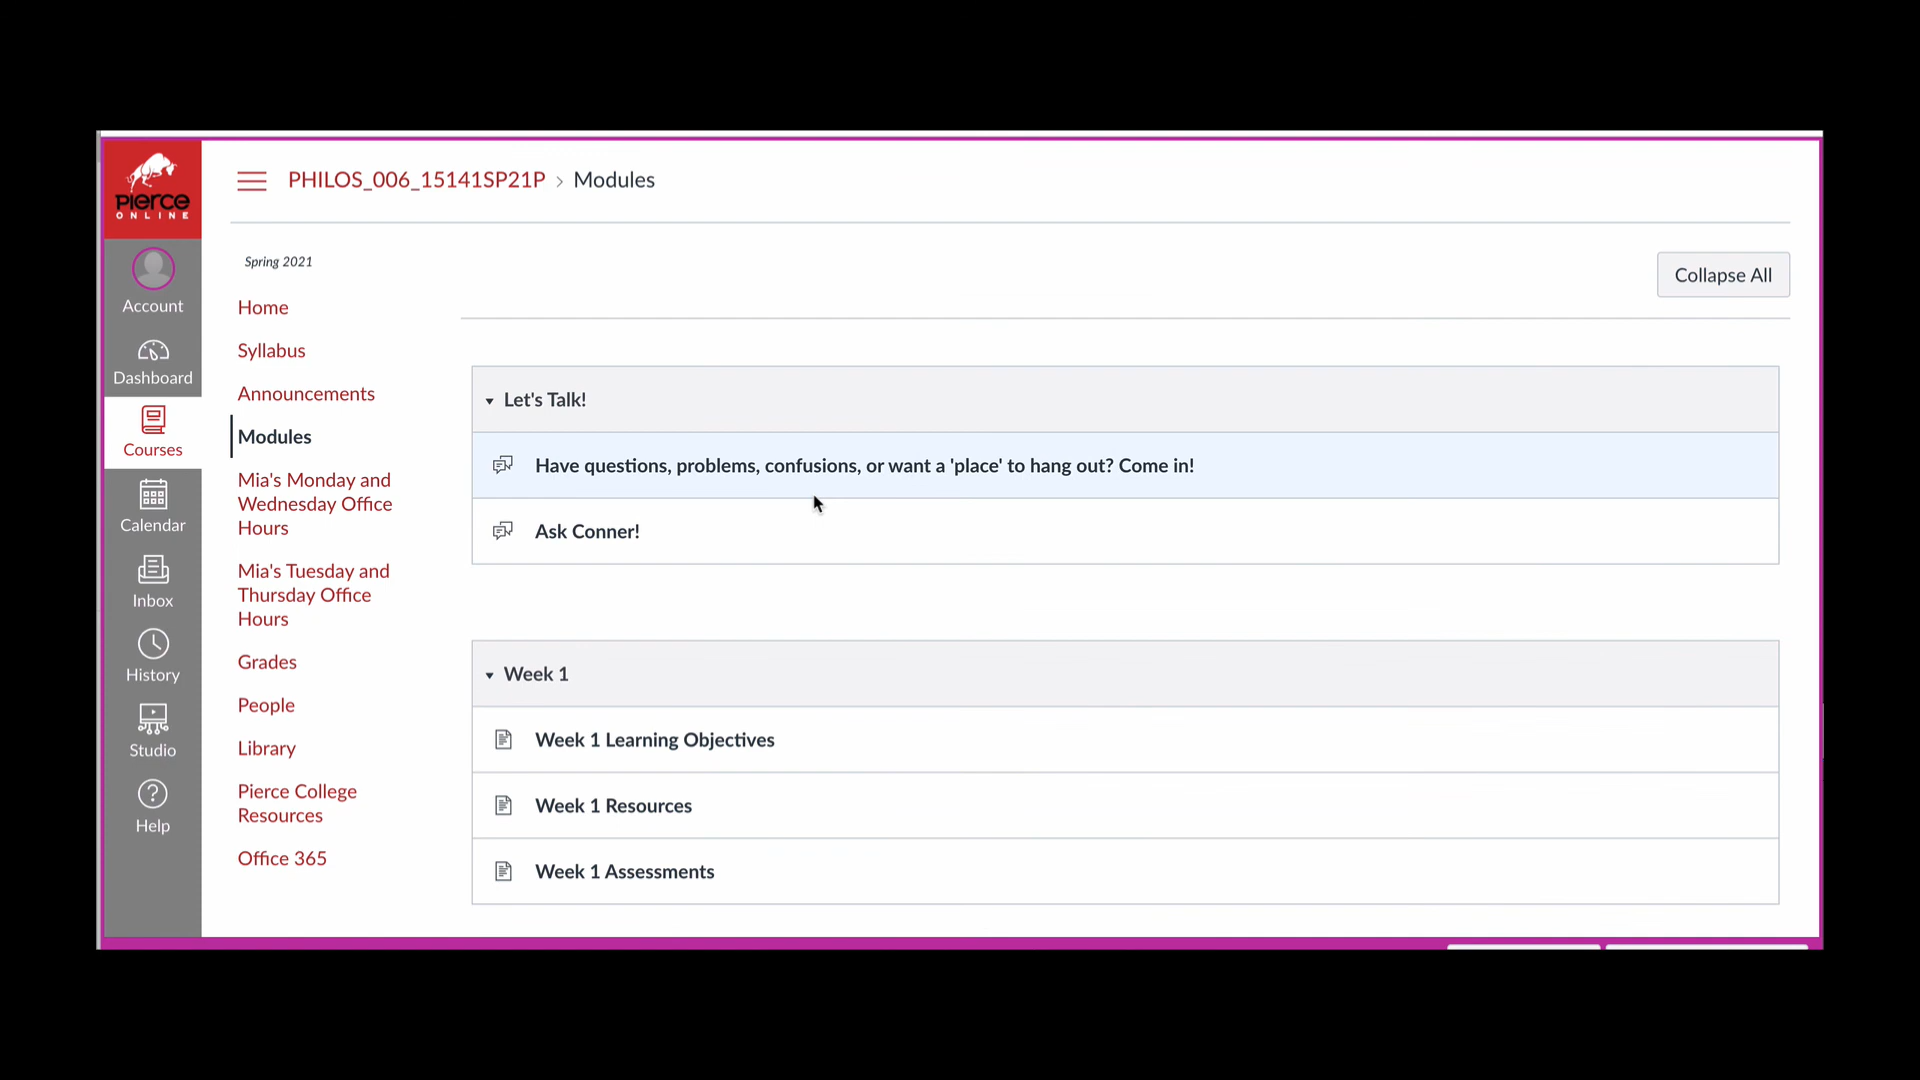 PIERCE
ONLINE
PHILOS_006_15141SP21P > Modules
Spring 2021
Collapse All
Account
Dashboard
Courses
Calendar
Inbox
History
Studio
Help
Home
Syllabus
Announcements
Modules
Mia's Monday and
Wednesday Office
Hours
Mia's Tuesday and
Thursday Office
Hours
Grades
People
Library
Pierce College
Resources
Office 365
Let's Talk!
Have questions, problems, confusions, or want a 'place' to hang out? Come in!
Ask Conner!
Week 1
Week 1 Learning Objectives
Week 1 Resources
Week 1 Assessments